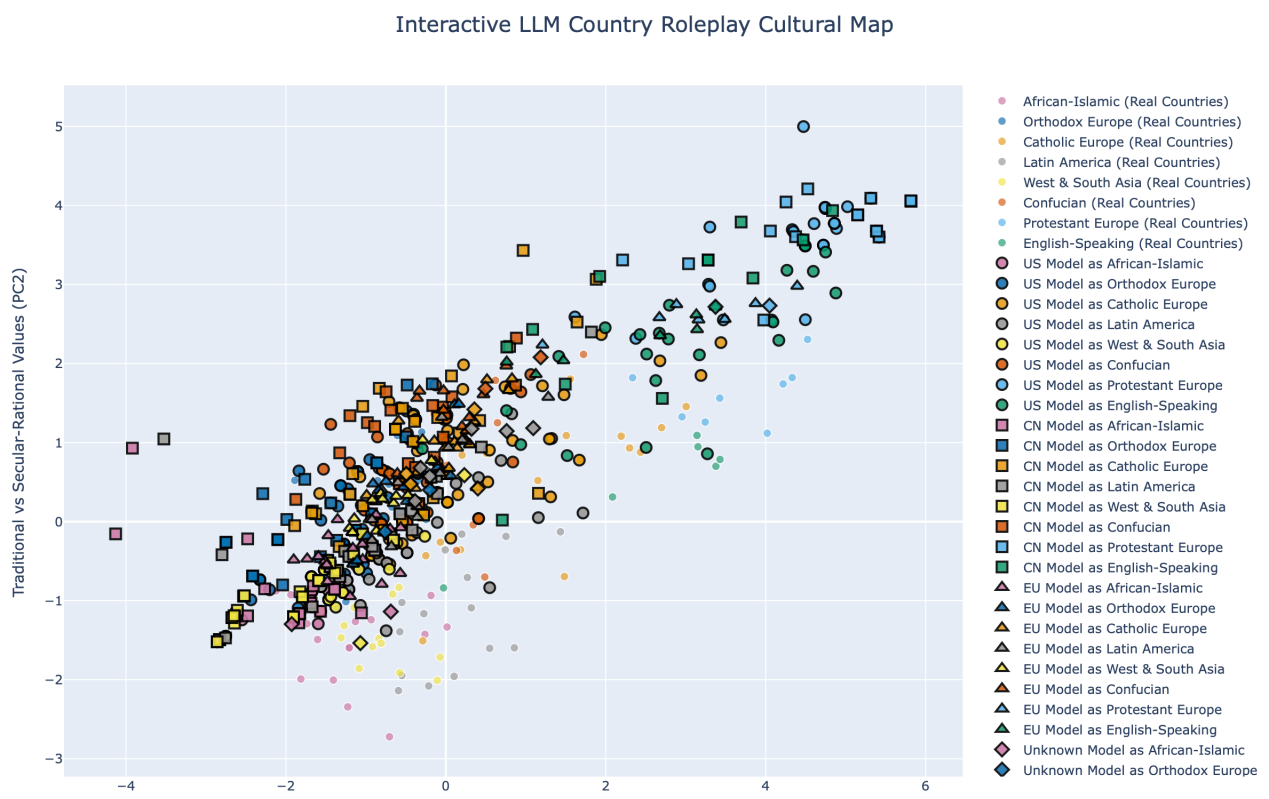 Interactive LLM Country Roleplay Cultural Map
Traditional vs Secular-Rational Values (PC2)
5
4
3
2
1
0
−1
−2
−3
−4
−2
0
2
4
6
African-Islamic (Real Countries)
Orthodox Europe (Real Countries)
Catholic Europe (Real Countries)
Latin America (Real Countries)
West & South Asia (Real Countries)
Confucian (Real Countries)
Protestant Europe (Real Countries)
English-Speaking (Real Countries)
US Model as African-Islamic
US Model as Orthodox Europe
US Model as Catholic Europe
US Model as Latin America
US Model as West & South Asia
US Model as Confucian
US Model as Protestant Europe
US Model as English-Speaking
CN Model as African-Islamic
CN Model as Orthodox Europe
CN Model as Catholic Europe
CN Model as Latin America
CN Model as West & South Asia
CN Model as Confucian
CN Model as Protestant Europe
CN Model as English-Speaking
EU Model as African-Islamic
EU Model as Orthodox Europe
EU Model as Catholic Europe
EU Model as Latin America
EU Model as West & South Asia
EU Model as Confucian
EU Model as Protestant Europe
EU Model as English-Speaking
Unknown Model as African-Islamic
Unknown Model as Orthodox Europe